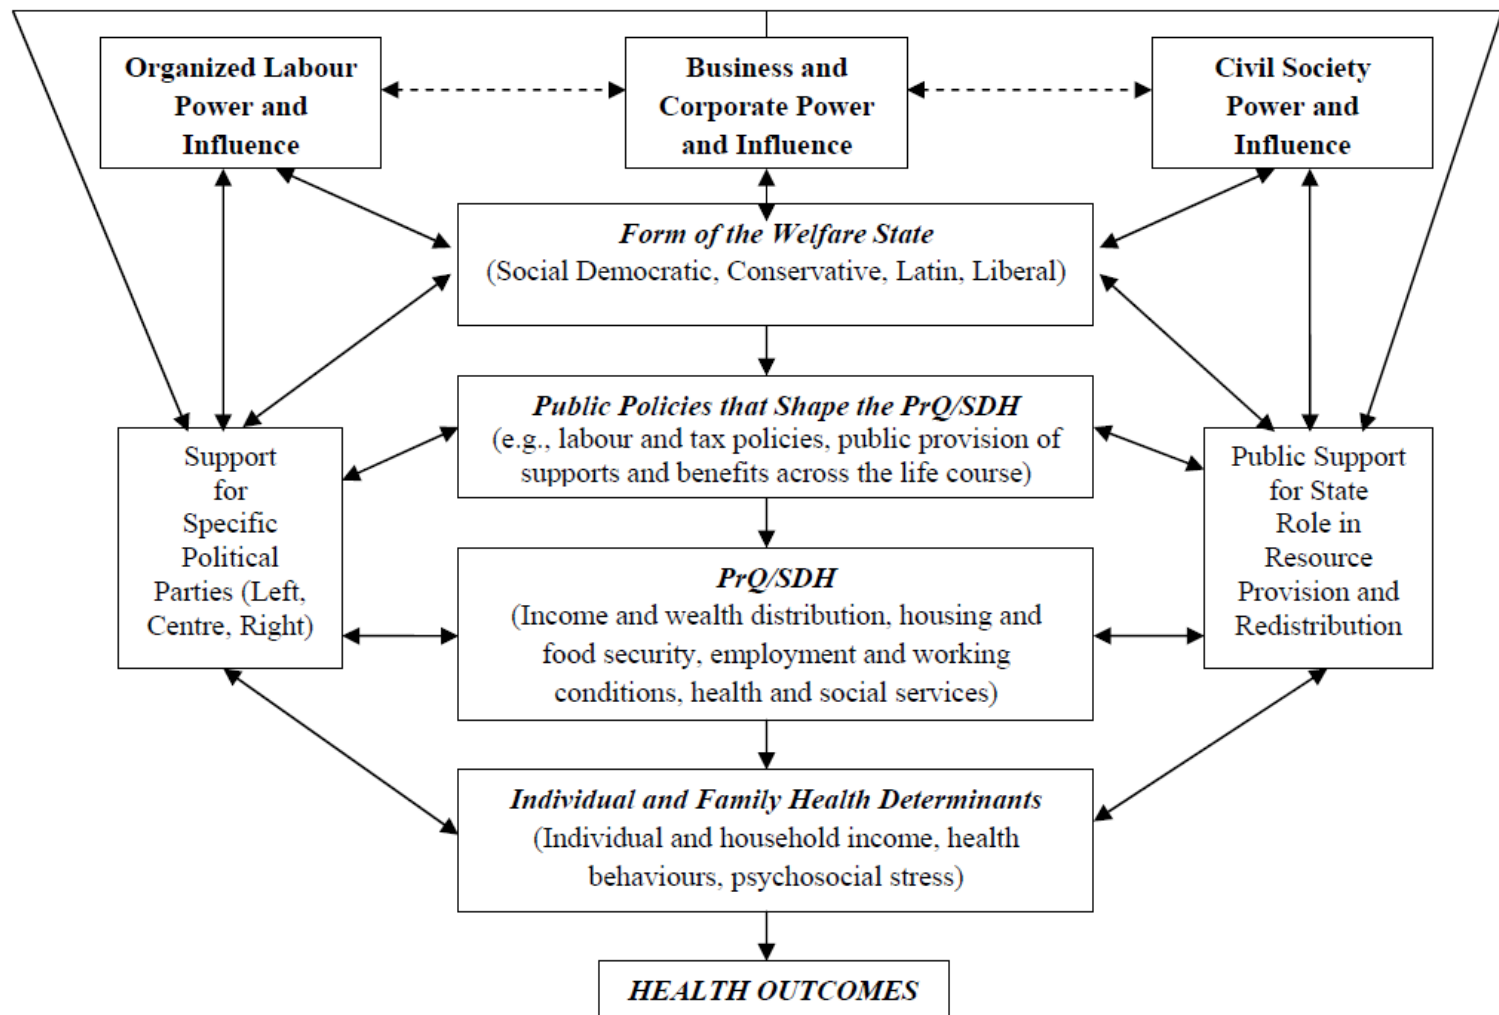 Organized Labour
Power and
Influence
Business and
Corporate Power
and Influence
Civil Society
Power and
Influence
Form of the Welfare State
(Social Democratic, Conservative, Latin, Liberal)
Public Policies that Shape the PrQ/SDH
(e.g., labour and tax policies, public provision of
supports and benefits across the life course)
Support
for
Specific
Political
Parties (Left,
Centre, Right)
Public Support
for State
Role in
Resource
Provision and
Redistribution
PrQ/SDH
(Income and wealth distribution, housing and
food security, employment and working
conditions, health and social services)
Individual and Family Health Determinants
(Individual and household income, health
behaviours, psychosocial stress)
HEALTH OUTCOMES